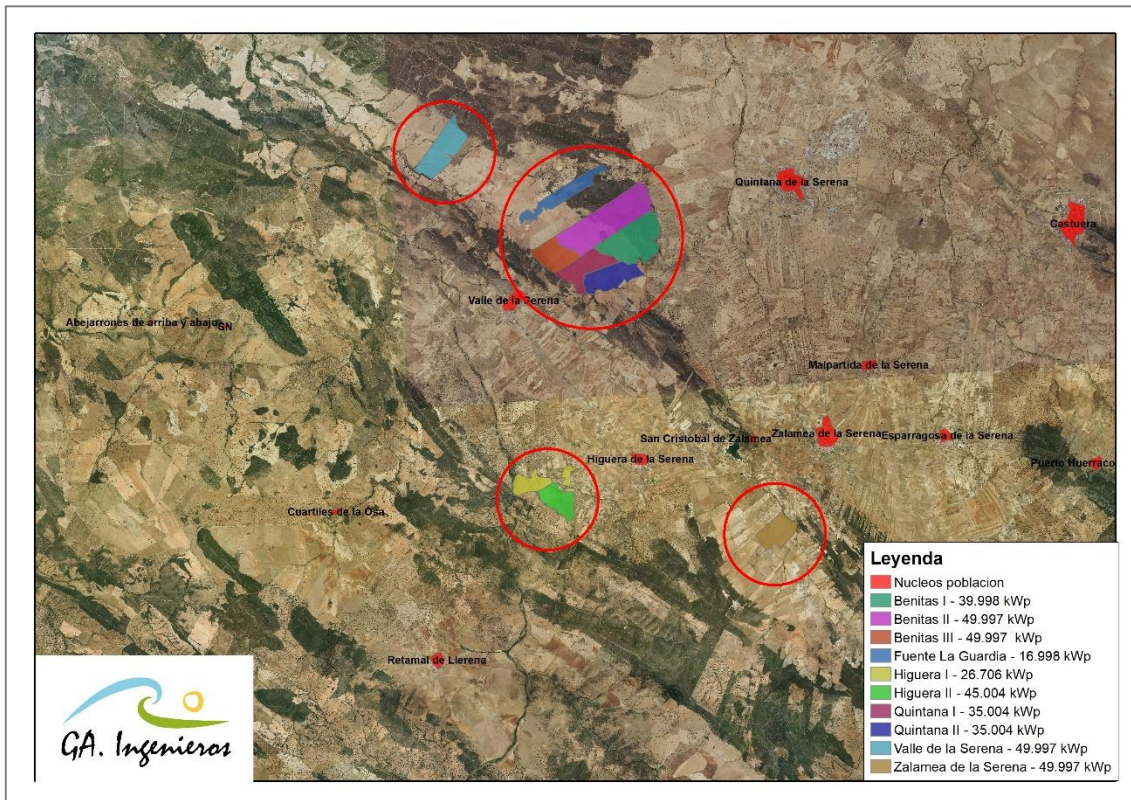 Quintana de la Serena
Castuera
Valle de la Serena
Abejarrones de arriba y abajo
SN
Malpartida de la Serena
San Cristobal de Zalamea
Zalamea de la Serena
Esparragosa de la Serena
Higuera de la Serena
Puerto Huerraco
Cuartiles de la Osa
Retamal de Llerena
Leyenda
Nucleos poblacion
Benitas I - 39.998 kWp
Benitas II - 49.997 kWp
Benitas III - 49.997 kWp
Fuente La Guardia - 16.998 kWp
Higuera I - 26.706 kWp
Higuera II - 45.004 kWp
Quintana I - 35.004 kWp
Quintana II - 35.004 kWp
Valle de la Serena - 49.997 kWp
Zalamea de la Serena - 49.997 kWp
GA. Ingenieros